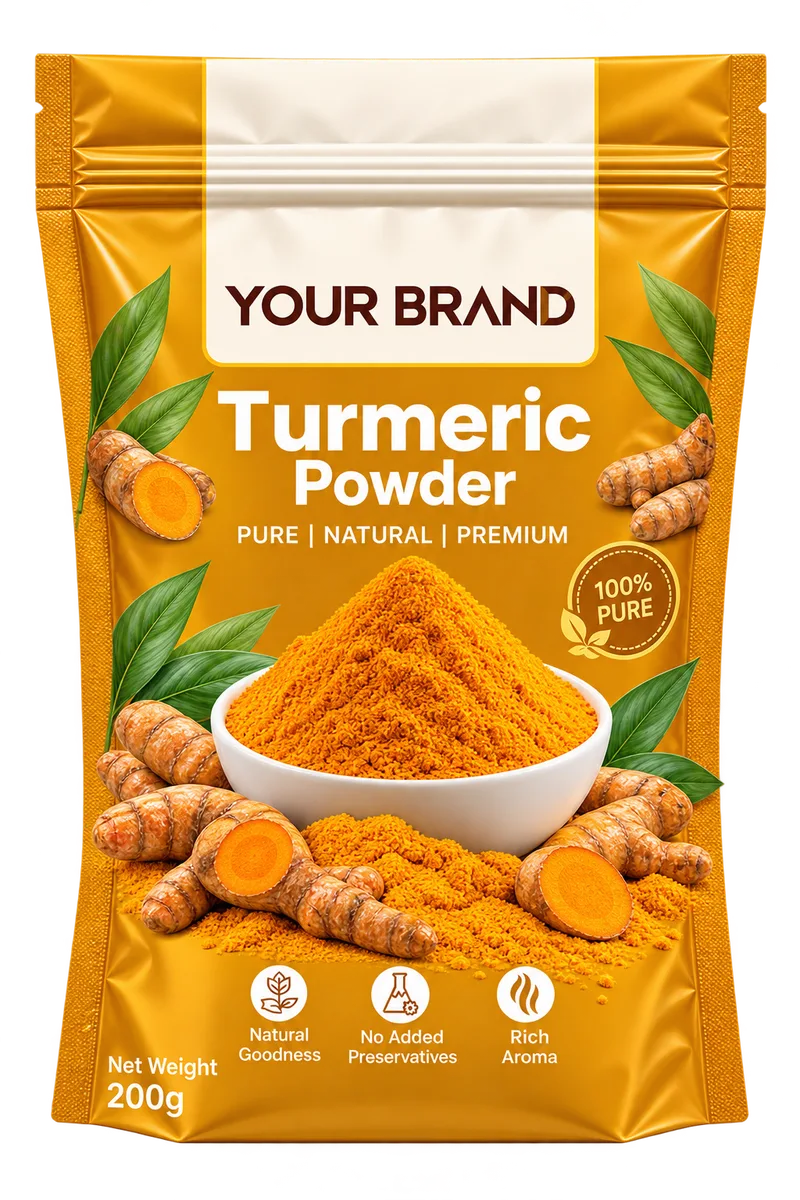 YOUR BRAND
Turmeric
Powder
PURE | NATURAL | PREMIUM
100%
PURE
Natural
Goodness
No Added
Preservatives
Rich
Aroma
Net Weight
200g